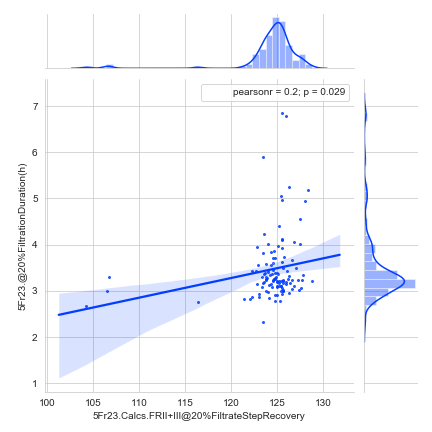 pearsonr = 0.2; p = 0.029
7
6
5
4
3
2
1
5Fr23.@20%FiltrationDuration(h)
100 105 110 115 120 125 130
5Fr23.Calcs.FRII+III@20%FiltrateStepRecovery